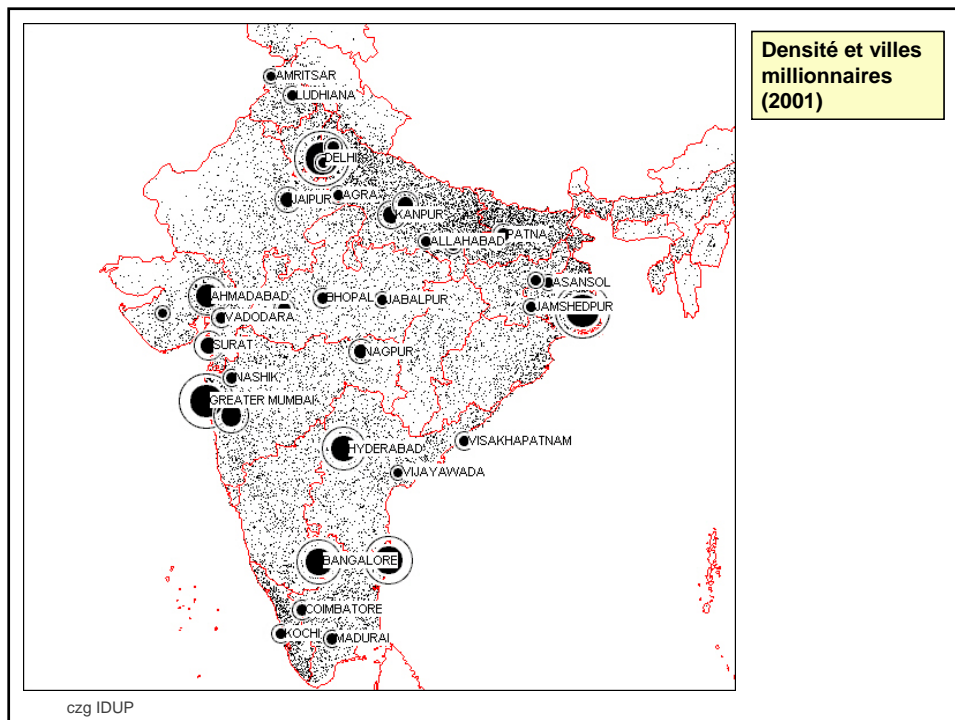 Densité et villes
millionnaires
(2001)
AMRITSAR
LUDHIANA
DELHI
JAIPUR
AGRA
KANPUR
ALLAHABAD
PATNA
ASANSOL
AHMADABAD
BHOPAL
JABALPUR
JAMSHEDPUR
VADODARA
SURAT
NAGPUR
NASHIK
GREATER MUMBAI
HYDERABAD
VISAKHAPATNAM
VIJAYAWADA
BANGALORE
COIMBATORE
KOCHI
MADURAI
czg IDUP